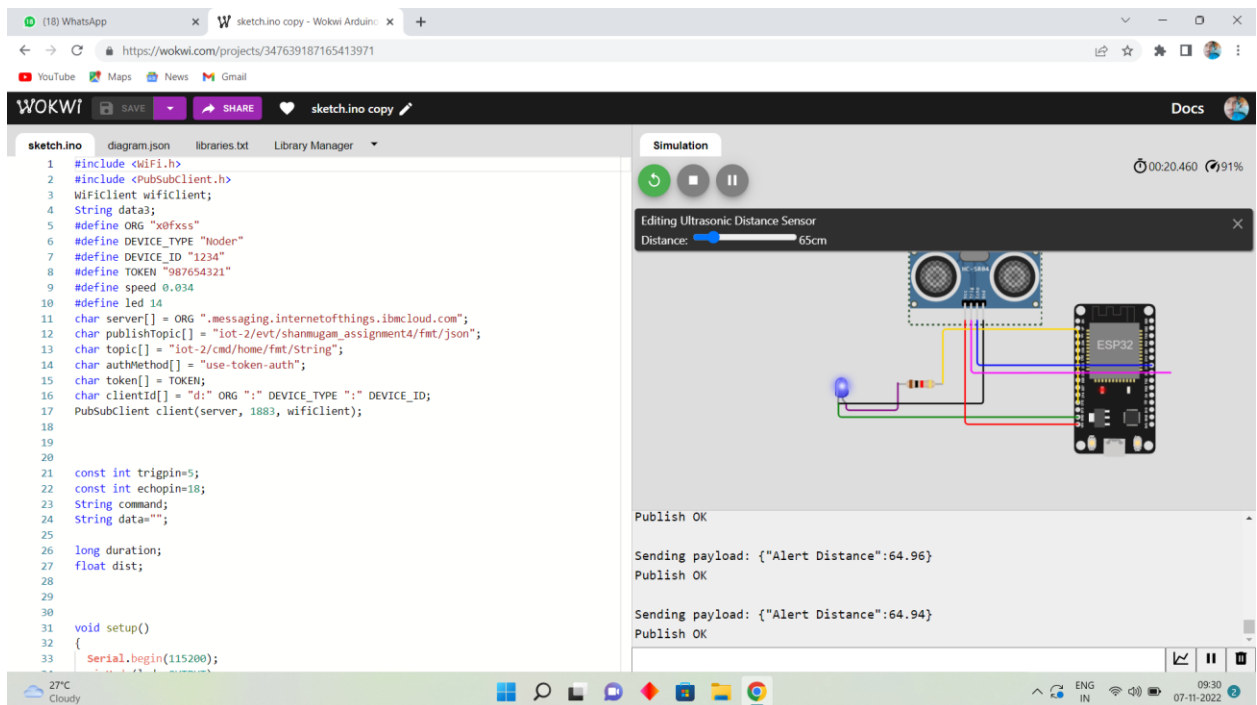 (18) WhatsApp
sketch.ino copy - Wokwi Arduino
https://wokwi.com/projects/347639187165413971
YouTube Maps News Gmail
WOKWI SAVE SHARE sketch.ino copy Docs
sketch.ino diagram.json libraries.txt Library Manager
1 #include <WiFi.h>
2 #include <PubSubClient.h>
3 WiFiClient wifiClient;
4 String data3;
5 #define ORG "x0fxss"
6 #define DEVICE_TYPE "Noder"
7 #define DEVICE_ID "1234"
8 #define TOKEN "987654321"
9 #define speed 0.034
10 #define led 14
11 char server[] = ORG ".messaging.internetofthings.ibmcloud.com";
12 char publishTopic[] = "iot-2/evt/shanmugam_assignment4/fmt/json";
13 char topic[] = "iot-2/cmd/home/fmt/String";
14 char authMethod[] = "use-token-auth";
15 char token[] = TOKEN;
16 char clientId[] = "d:" ORG ":" DEVICE_TYPE ":" DEVICE_ID;
17 PubSubClient client(server, 1883, wifiClient);
18
19
20
21 const int trigpin=5;
22 const int echopin=18;
23 String command;
24 String data="";
25
26 long duration;
27 float dist;
28
29
30
31 void setup()
32 {
33 Serial.begin(115200);
Simulation
00:20.460 91%
Editing Ultrasonic Distance Sensor
Distance: 65cm
HC-SR04
ESP32
Publish OK
Sending payload: {"Alert Distance":64.96}
Publish OK
Sending payload: {"Alert Distance":64.94}
Publish OK
27°C
Cloudy
ENG
IN
09:30
07-11-2022
2